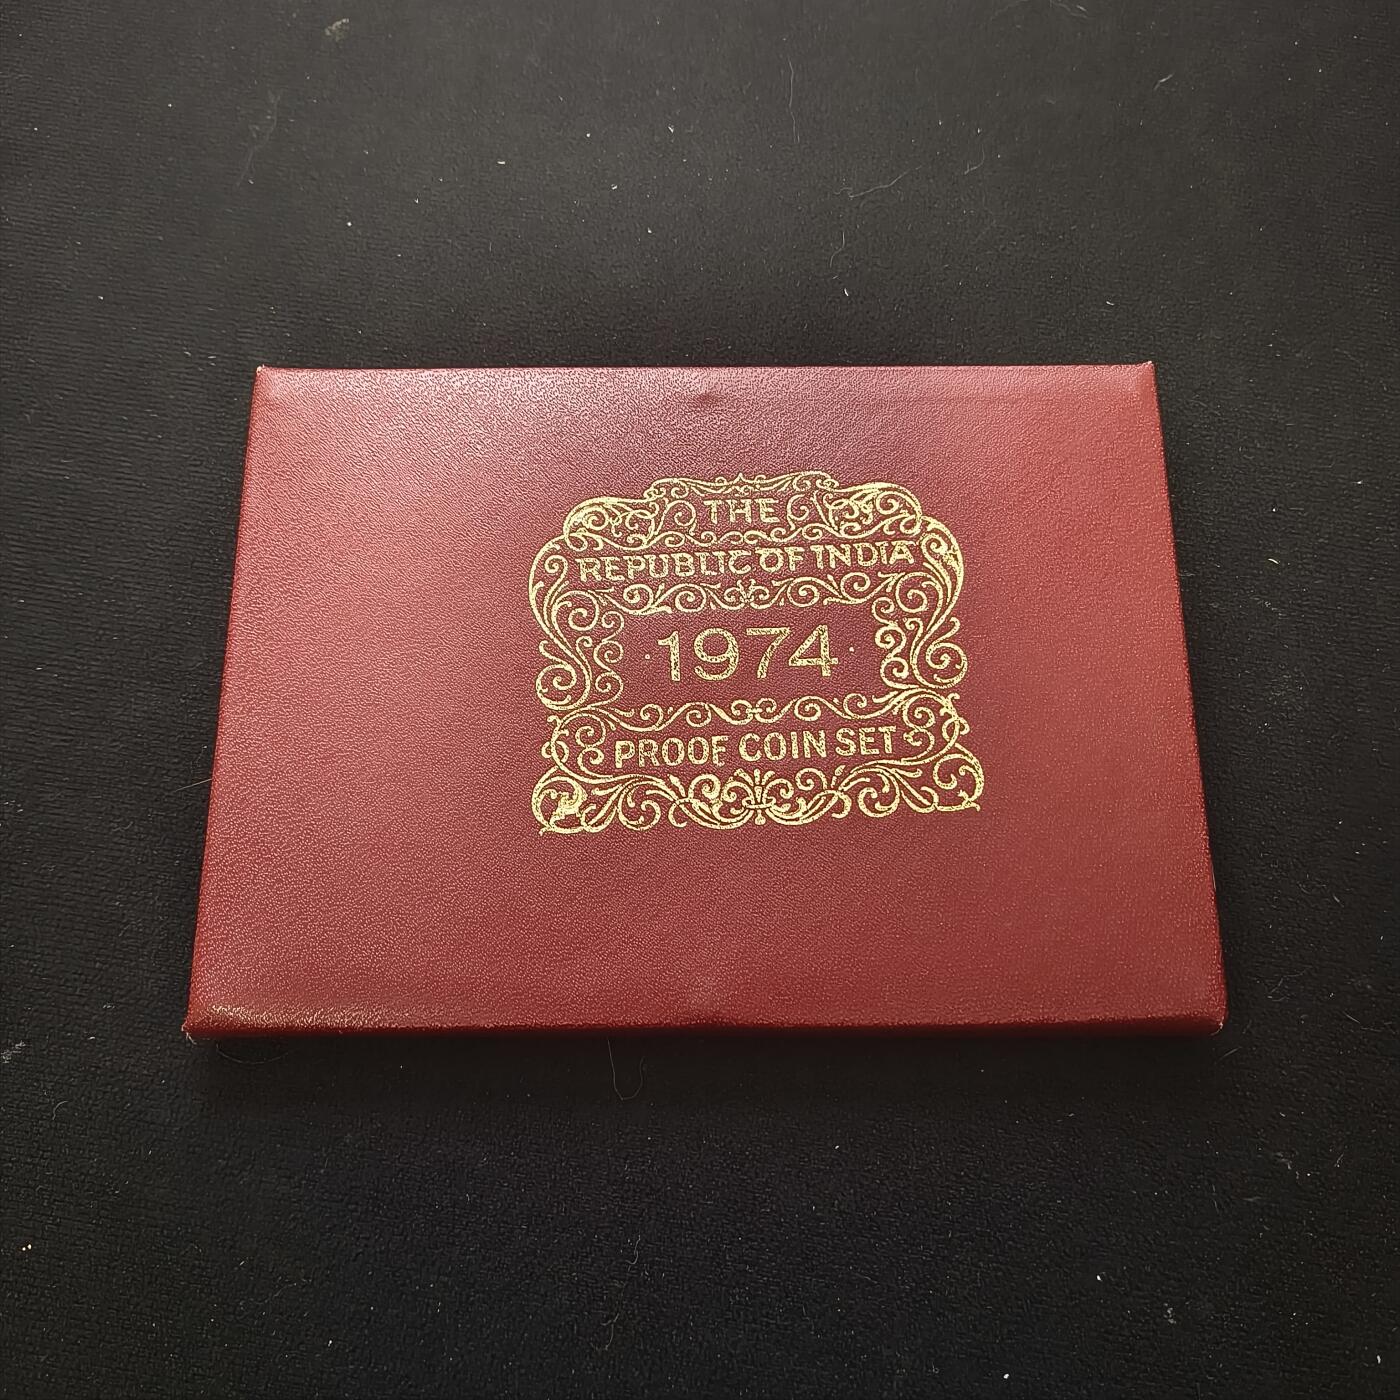 THE
REPUBLIC OF INDIA
·1974·
PROOF COIN SET